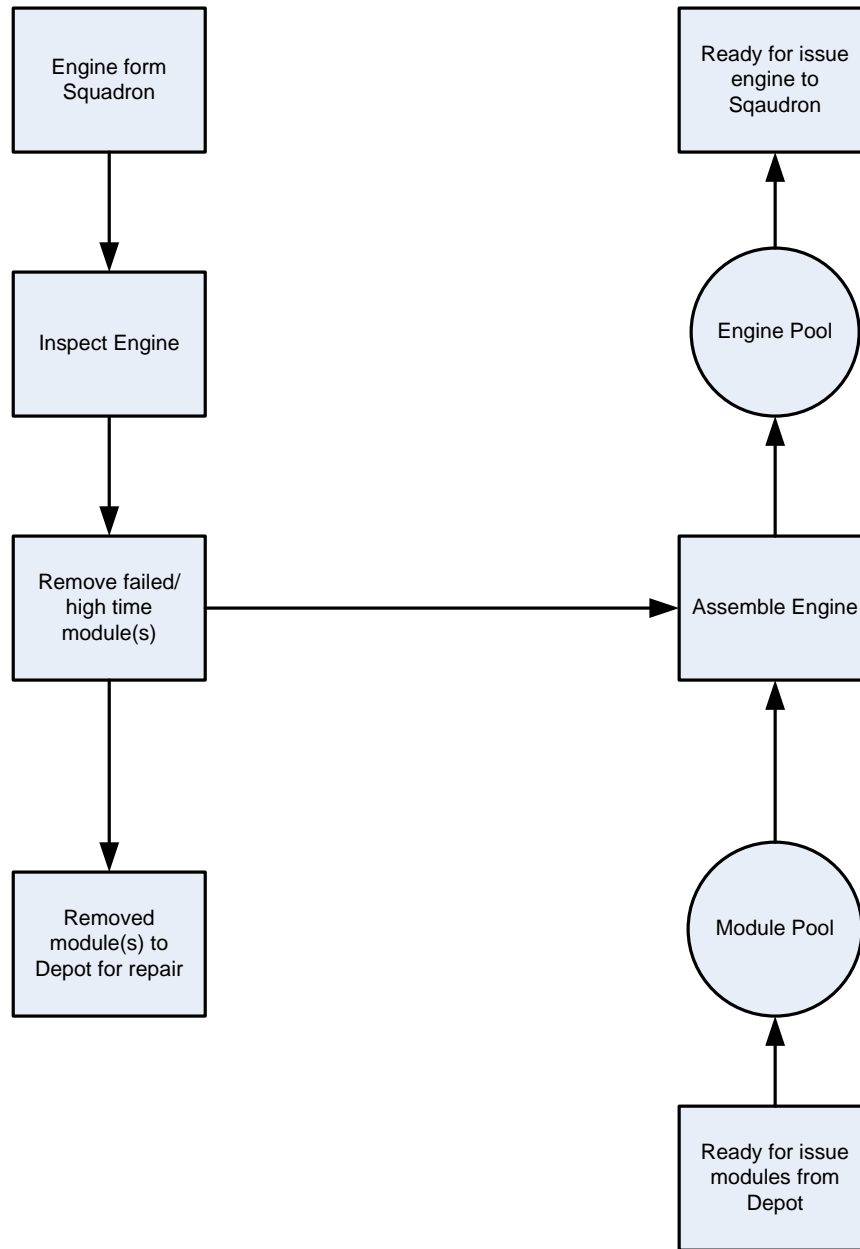 Engine form
Squadron
Inspect Engine
Remove failed/
high time
module(s)
Removed
module(s) to
Depot for repair
Ready for issue
engine to
Sqaudron
Engine Pool
Assemble Engine
Module Pool
Ready for issue
modules from
Depot